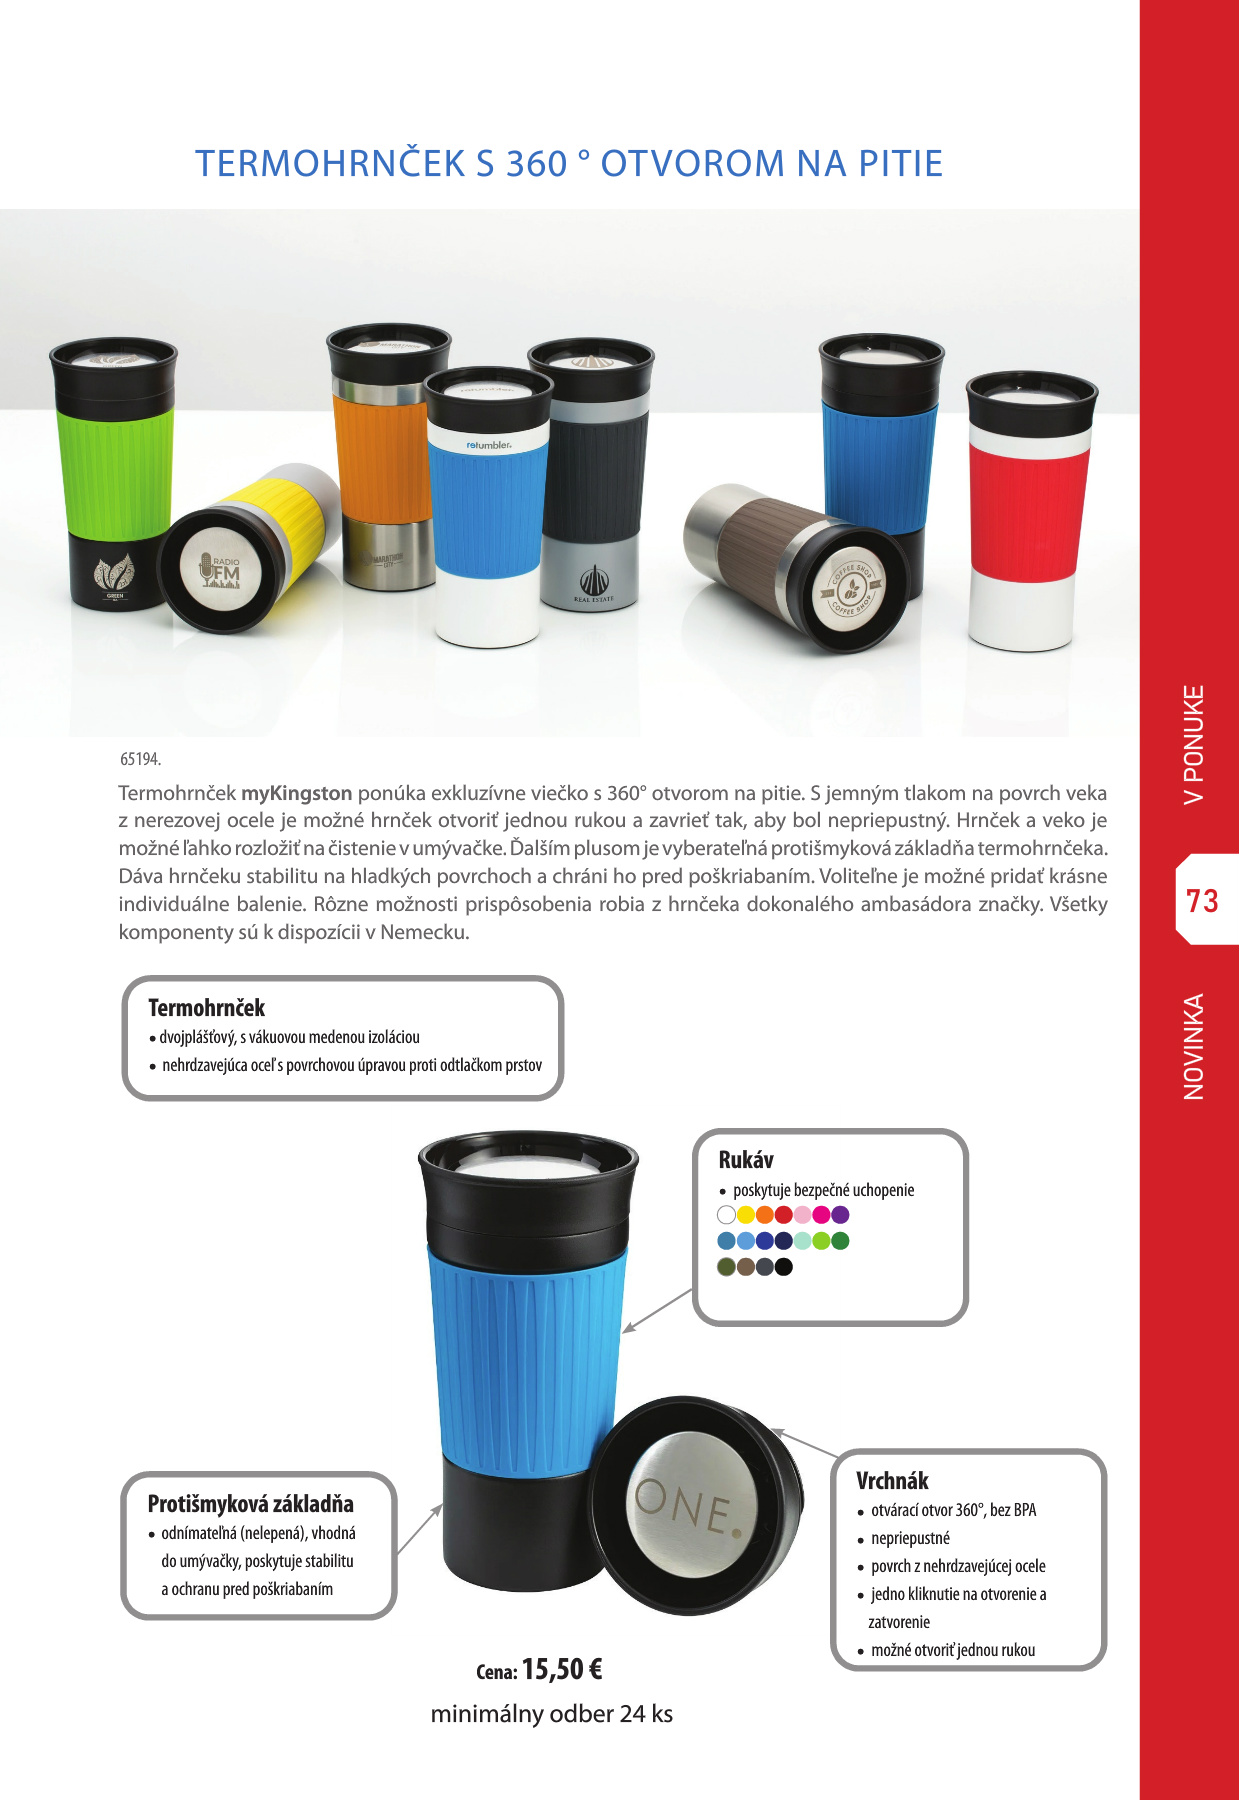 TERMOHRNČEK S 360 ° OTVOROM NA PITIE
retumbler.
RADIO
FM
GREEN
MARATHON
CITY
REAL ESTATE
COFFEE SHOP
COFFEE SHOP
65194.
Termohrnček myKingston ponúka exkluzívne viečko s 360° otvorom na pitie. S jemným tlakom na povrch veka
z nerezovej ocele je možné hrnček otvoriť jednou rukou a zavrieť tak, aby bol nepriepustný. Hrnček a veko je
možné ľahko rozložiť na čistenie v umývačke. Ďalším plusom je vyberateľná protišmyková základňa termohrnčeka.
Dáva hrnčeku stabilitu na hladkých povrchoch a chráni ho pred poškriabaním. Voliteľne je možné pridať krásne
individuálne balenie. Rôzne možnosti prispôsobenia robia z hrnčeka dokonalého ambasádora značky. Všetky
komponenty sú k dispozícii v Nemecku.
V PONUKE
73
NOVINKA
Termohrnček
• dvojplášťový, s vákuovou medenou izoláciou
• nehrdzavejúca oceľ s povrchovou úpravou proti odtlačkom prstov
Rukáv
• poskytuje bezpečné uchopenie
ONE.
Protišmyková základňa
• odnímateľná (nelepená), vhodná
do umývačky, poskytuje stabilitu
a ochranu pred poškriabaním
Vrchnák
• otvárací otvor 360°, bez BPA
• nepriepustné
• povrch z nehrdzavejúcej ocele
• jedno kliknutie na otvorenie a
zatvorenie
• možné otvoriť jednou rukou
Cena: 15,50 €
minimálny odber 24 ks